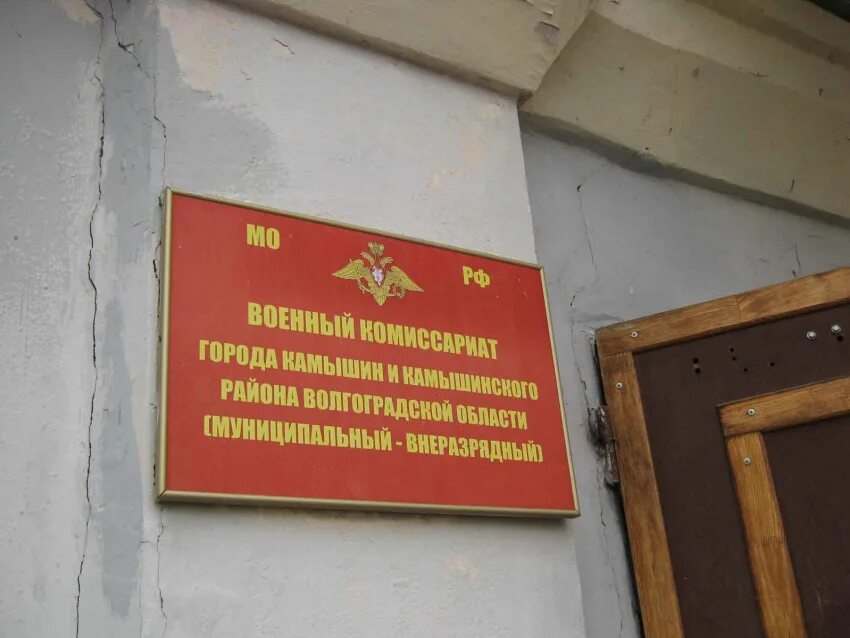 МО РФ
ВОЕННЫЙ КОМИССАРИАТ
ГОРОДА КАМЫШИН И КАМЫШИНСКОГО
РАЙОНА ВОЛГОГРАДСКОЙ ОБЛАСТИ
(МУНИЦИПАЛЬНЫЙ - ВНЕРАЗРЯДНЫЙ)